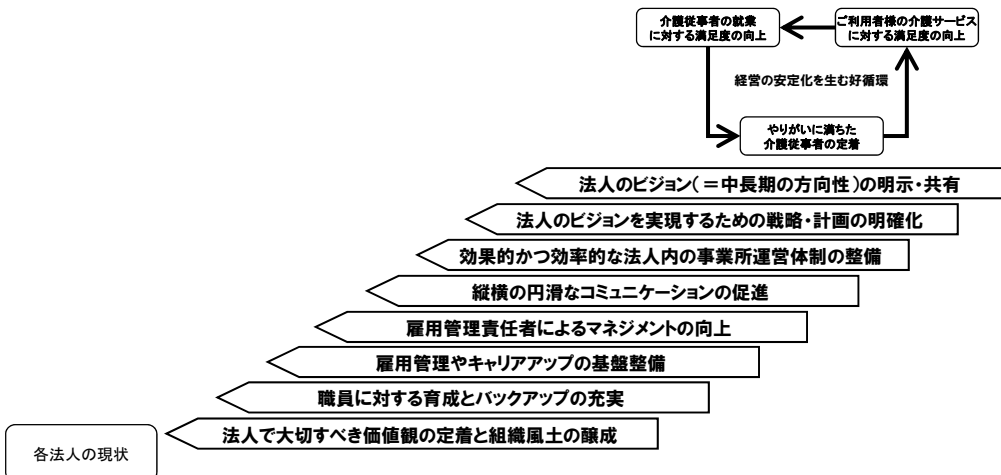 介護従事者の就業
に対する満足度の向上
ご利用者様の介護サービス
に対する満足度の向上
経営の安定化を生む好循環
やりがいに満ちた
介護従事者の定着
法人のビジョン(=中長期の方向性)の明示・共有
法人のビジョンを実現するための戦略・計画の明確化
効果的かつ効率的な法人内の事業所運営体制の整備
縦横の円滑なコミュニケーションの促進
雇用管理責任者によるマネジメントの向上
雇用管理やキャリアアップの基盤整備
職員に対する育成とバックアップの充実
法人で大切すべき価値観の定着と組織風土の醸成
各法人の現状